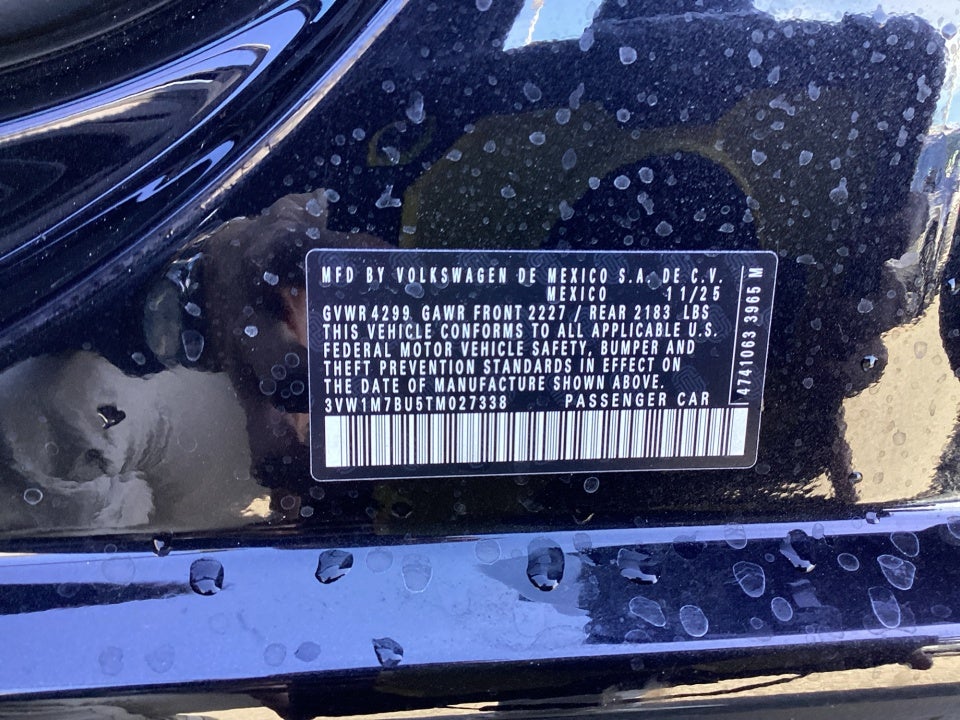 MFD BY VOLKSWAGEN DE MEXICO S.A. DE C.V.
MEXICO 11/25
GVWR 4299 GAWR FRONT 2227 / REAR 2183 LBS
THIS VEHICLE CONFORMS TO ALL APPLICABLE U.S.
FEDERAL MOTOR VEHICLE SAFETY, BUMPER AND
THEFT PREVENTION STANDARDS IN EFFECT ON
THE DATE OF MANUFACTURE SHOWN ABOVE.
3VW1M7BU5TM027338 PASSENGER CAR
4741063 3965 M